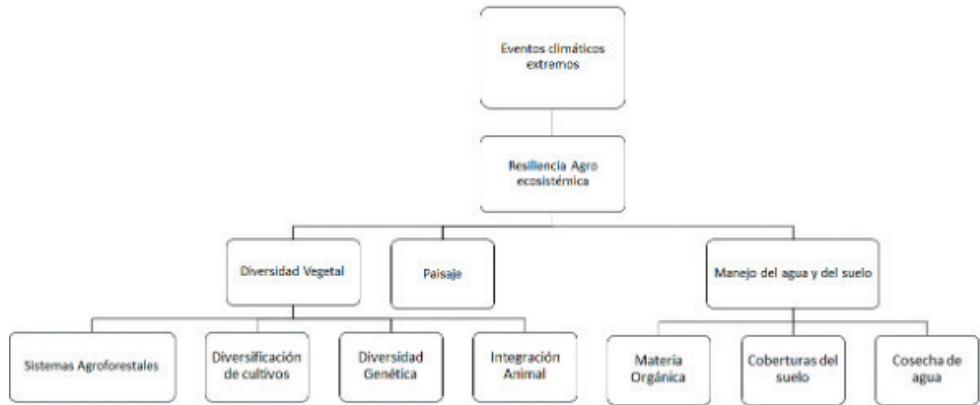 Eventos climáticos
extremos
Resiliencia Agro
ecosistémica
Diversidad Vegetal
Paisaje
Manejo del agua y del suelo
Sistemas Agroforestales
Diversificación
de cultivos
Diversidad
Genética
Integración
Animal
Materia
Orgánica
Coberturas del
suelo
Cosecha de
agua